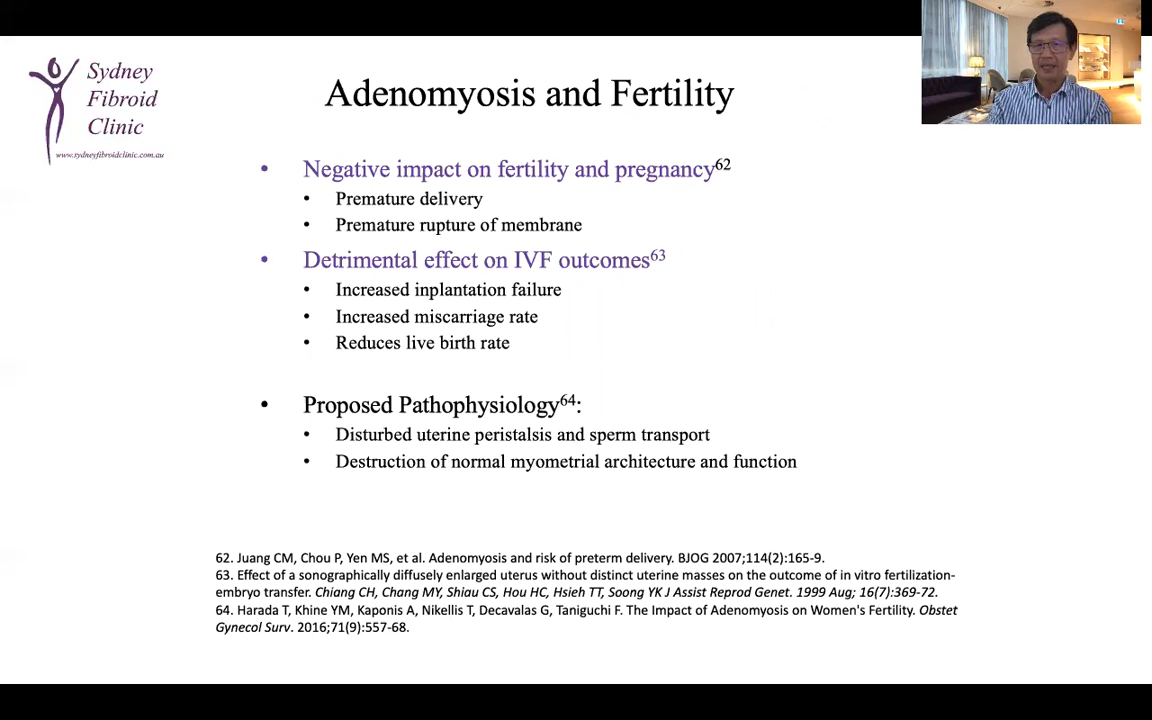 Sydney
Fibroid
Clinic
www.sydneyfibroidclinic.com.au
Adenomyosis and Fertility
• Negative impact on fertility and pregnancy62
• Premature delivery
• Premature rupture of membrane
• Detrimental effect on IVF outcomes63
• Increased inplantation failure
• Increased miscarriage rate
• Reduces live birth rate
• Proposed Pathophysiology64:
• Disturbed uterine peristalsis and sperm transport
• Destruction of normal myometrial architecture and function
62. Juang CM, Chou P, Yen MS, et al. Adenomyosis and risk of preterm delivery. BJOG 2007;114(2):165-9.
63. Effect of a sonographically diffusely enlarged uterus without distinct uterine masses on the outcome of in vitro fertilization-
embryo transfer. Chiang CH, Chang MY, Shiau CS, Hou HC, Hsieh TT, Soong YK J Assist Reprod Genet. 1999 Aug; 16(7):369-72.
64. Harada T, Khine YM, Kaponis A, Nikellis T, Decavalas G, Taniguchi F. The Impact of Adenomyosis on Women's Fertility. Obstet
Gynecol Surv. 2016;71(9):557-68.